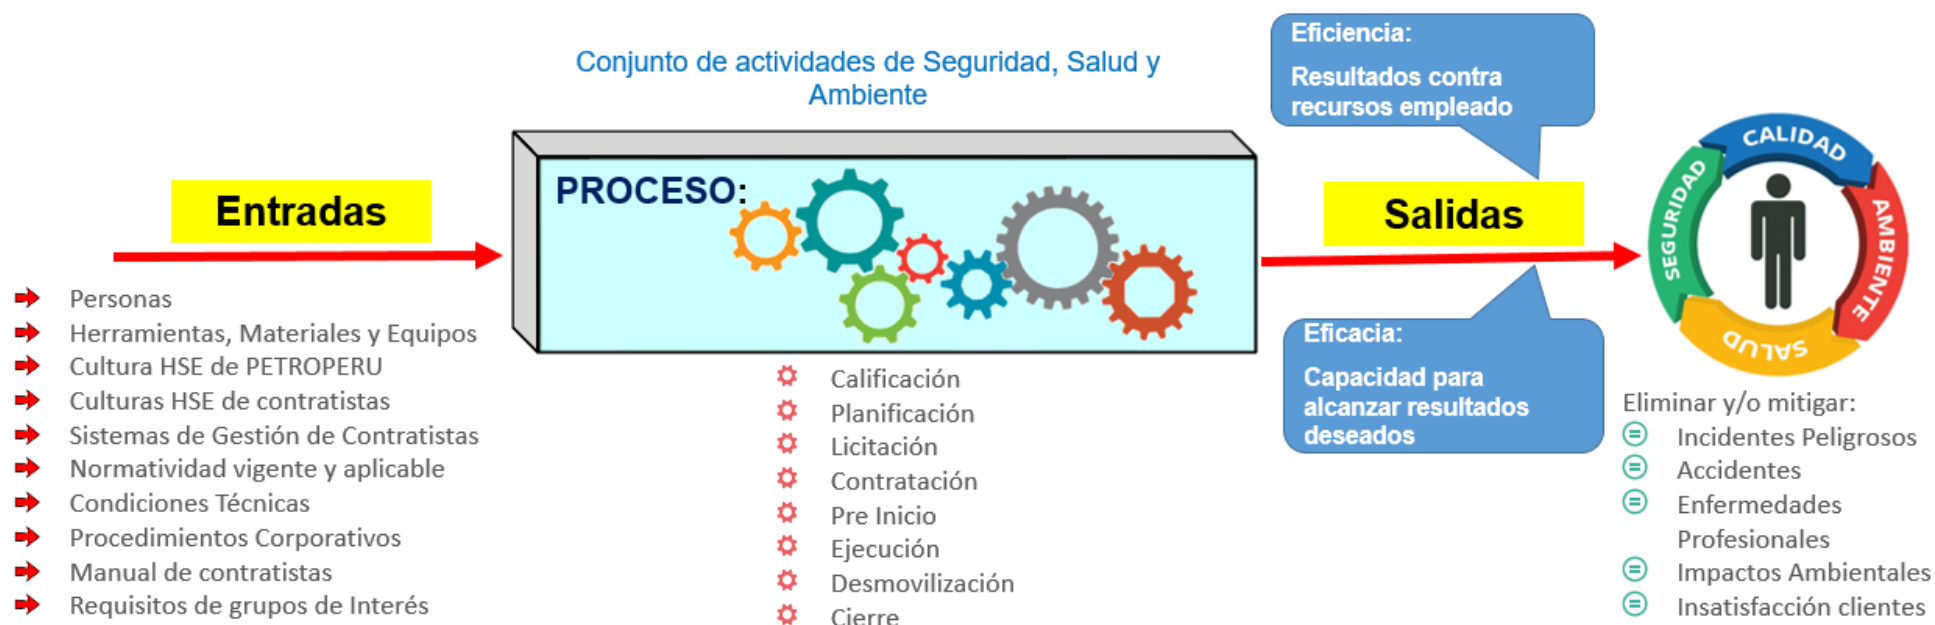 Conjunto de actividades de Seguridad, Salud y
Ambiente
Entradas
Personas
Herramientas, Materiales y Equipos
Cultura HSE de PETROPERU
Culturas HSE de contratistas
Sistemas de Gestión de Contratistas
Normatividad vigente y aplicable
Condiciones Técnicas
Procedimientos Corporativos
Manual de contratistas
Requisitos de grupos de Interés
PROCESO:
Calificación
Planificación
Licitación
Contratación
Pre Inicio
Ejecución
Desmovilización
Cierre
Eficiencia:
Resultados contra
recursos empleado
Salidas
Eficacia:
Capacidad para
alcanzar resultados
deseados
CALIDAD
AMBIENTE
SALUD
SEGURIDAD
Eliminar y/o mitigar:
Incidentes Peligrosos
Accidentes
Enfermedades
Profesionales
Impactos Ambientales
Insatisfacción clientes